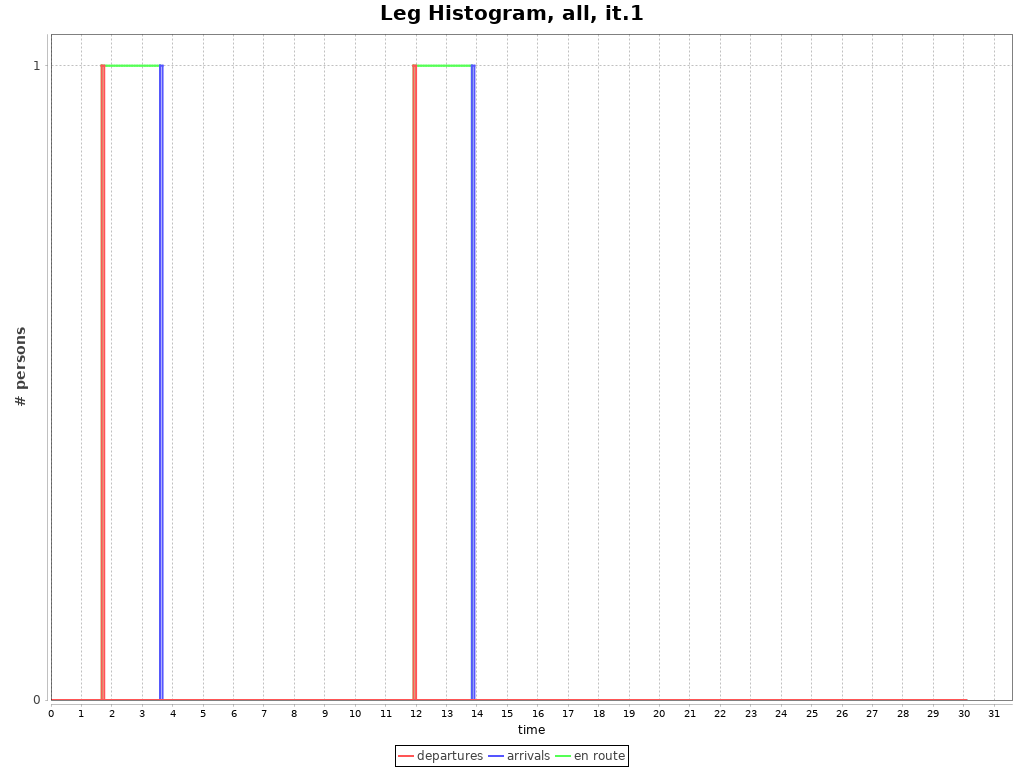 Leg Histogram, all, it.1
# persons
1
0
0 1 2 3 4 5 6 7 8 9 10 11 12 13 14 15 16 17 18 19 20 21 22 23 24 25 26 27 28 29 30 31
time
departures arrivals en route